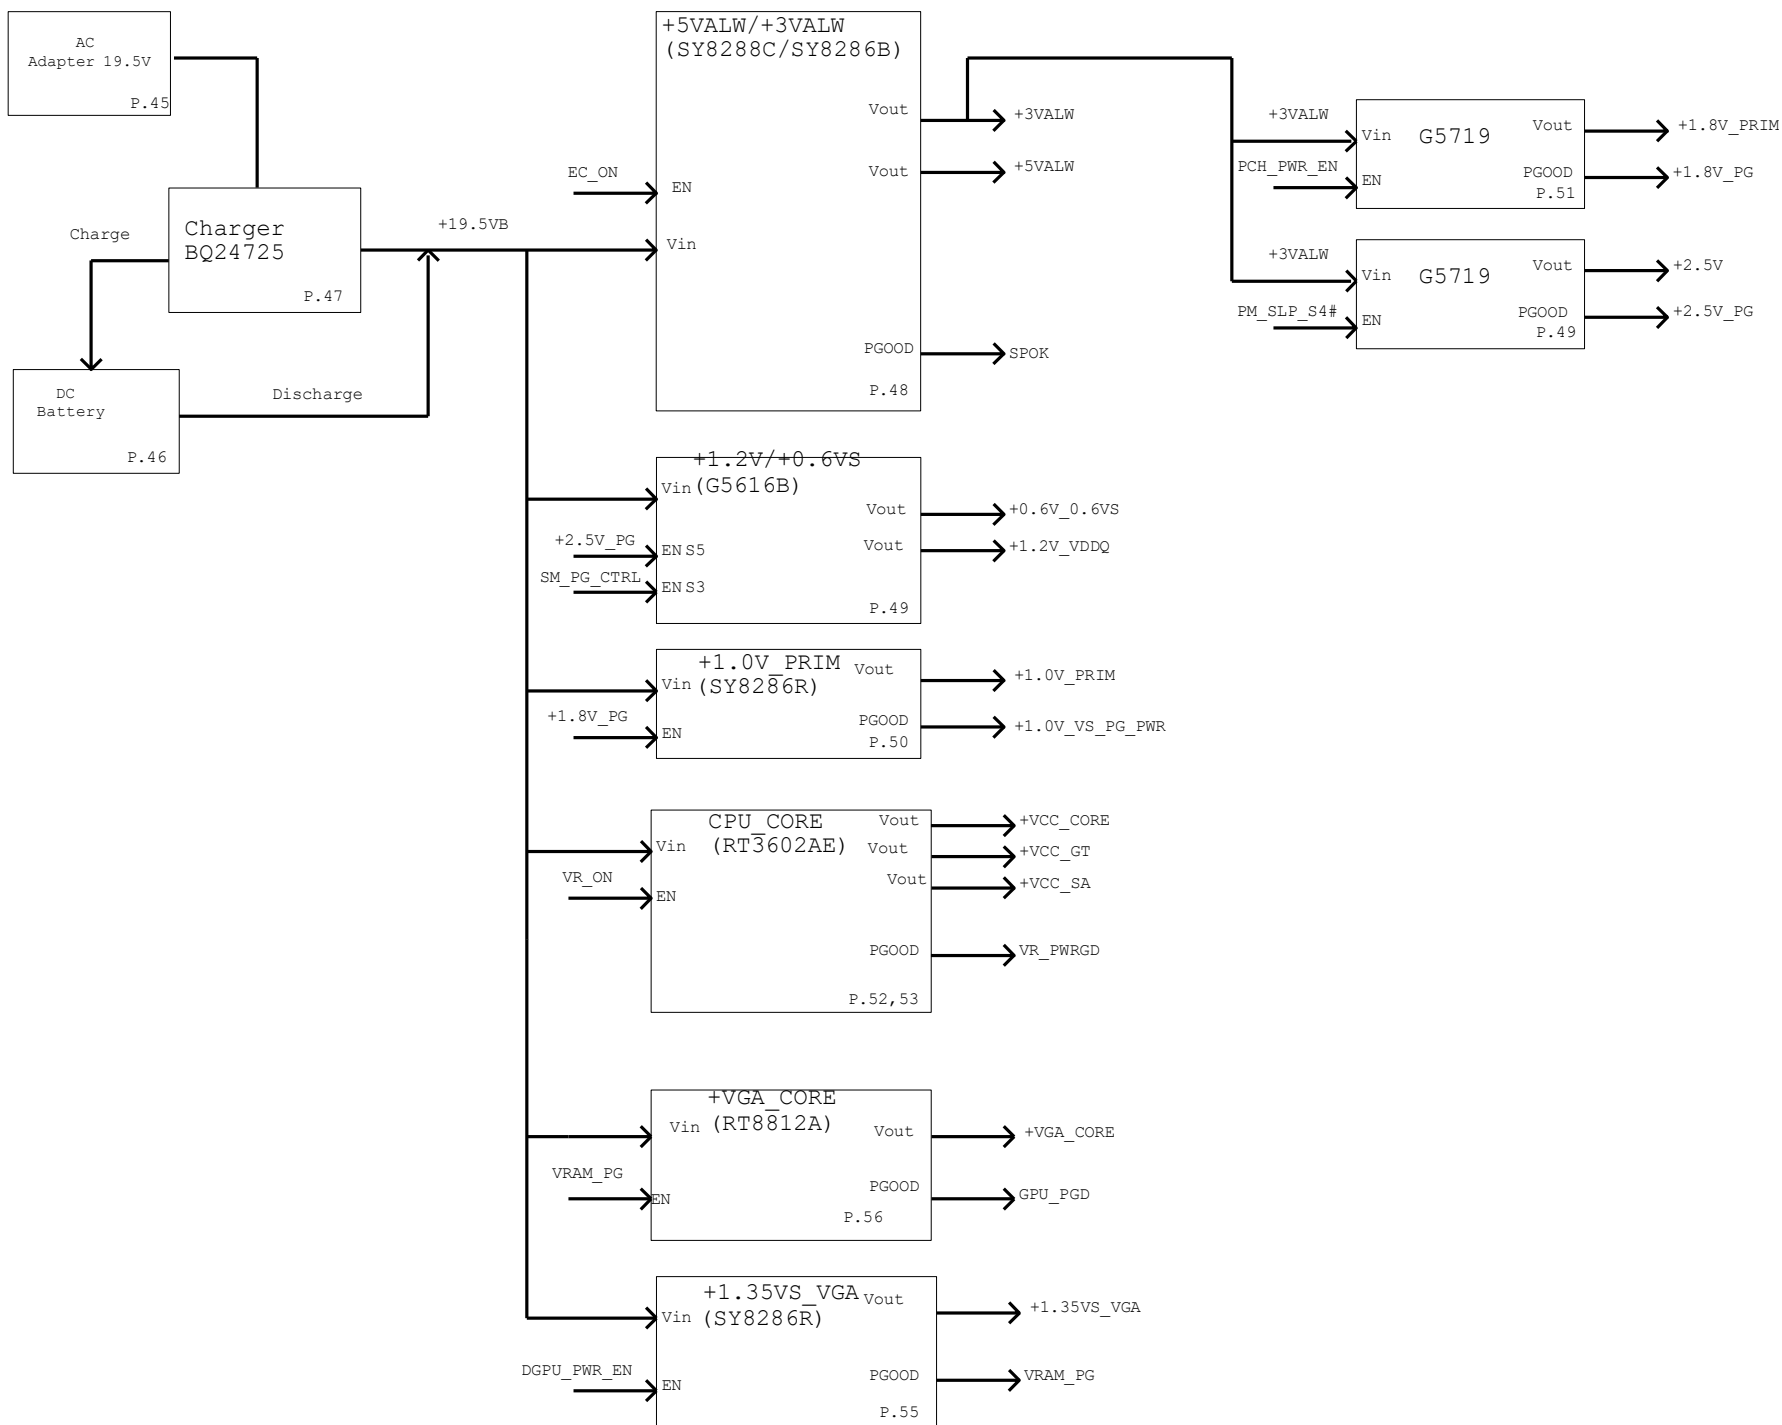 AC
Adapter 19.5V
P.45
Charger
BQ24725
P.47
Charge
Discharge
DC
Battery
P.46
+19.5VB
+5VALW/+3VALW
(SY8288C/SY8286B)
Vout
+3VALW
Vout
+5VALW
EC_ON
EN
Vin
PGOOD
SPOK
P.48
+3VALW
Vin
G5719
Vout
+1.8V_PRIM
PCH_PWR_EN
EN
PGOOD
+1.8V_PG
P.51
+3VALW
Vin
G5719
Vout
+2.5V
PM_SLP_S4#
EN
PGOOD
+2.5V_PG
P.49
+1.2V/+0.6VS
Vin (G5616B)
Vout
+0.6V_0.6VS
+2.5V_PG
EN S5
Vout
+1.2V_VDDQ
SM_PG_CTRL
EN S3
P.49
+1.0V_PRIM
Vout
Vin (SY8286R)
+1.0V_PRIM
+1.8V_PG
EN
PGOOD
+1.0V_VS_PG_PWR
P.50
CPU_CORE
Vout
+VCC_CORE
Vin
(RT3602AE)
Vout
+VCC_GT
VR_ON
EN
Vout
+VCC_SA
PGOOD
VR_PWRGD
P.52,53
+VGA_CORE
Vin (RT8812A)
Vout
+VGA_CORE
VRAM_PG
EN
PGOOD
GPU_PGD
P.56
+1.35VS_VGA
Vout
+1.35VS_VGA
Vin (SY8286R)
DGPU_PWR_EN
EN
PGOOD
VRAM_PG
P.55